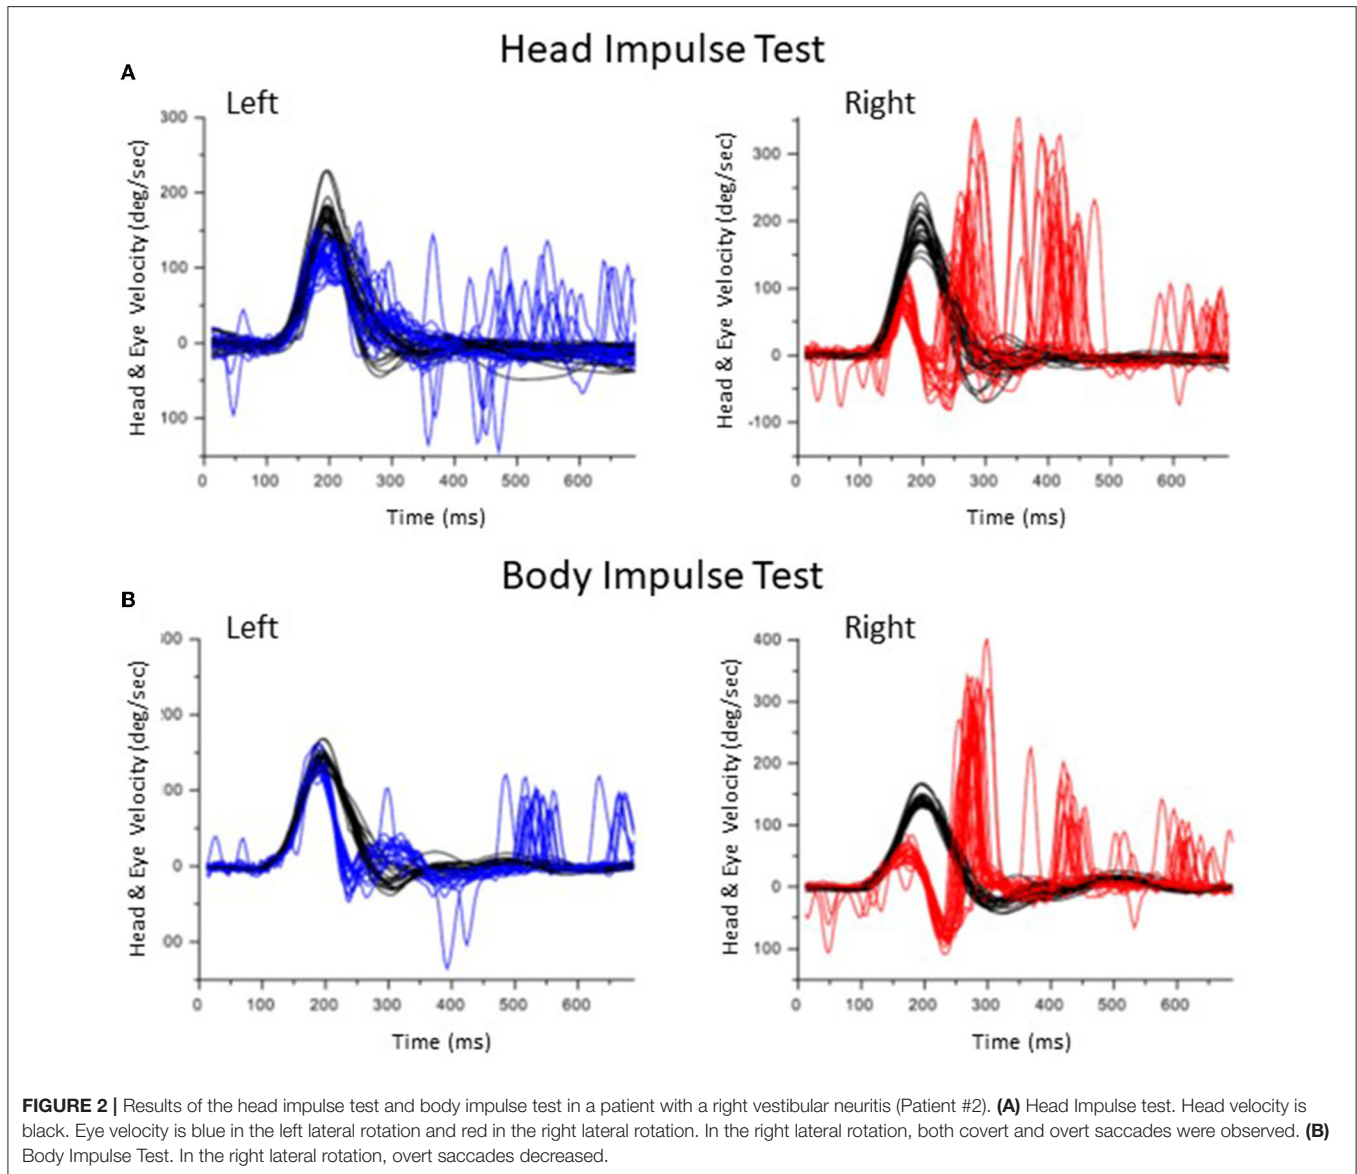 Head Impulse Test
A
Left
Right
Head & Eye Velocity (deg/sec)
300
200
100
0
100
0 100 200 300 400 500 600
Time (ms)
Head & Eye Velocity (deg/sec)
300
200
100
0
-100
0 100 200 300 400 500 600
Time (ms)
Body Impulse Test
B
Left
Right
Head & Eye Velocity (deg/sec)
00
00
00
0
00
0 100 200 300 400 500 600
Time (ms)
Head & Eye Velocity (deg/sec)
400
300
200
100
0
100
0 100 200 300 400 500 600
Time (ms)
FIGURE 2 | Results of the head impulse test and body impulse test in a patient with a right vestibular neuritis (Patient #2). (A) Head Impulse test. Head velocity is
black. Eye velocity is blue in the left lateral rotation and red in the right lateral rotation. In the right lateral rotation, both covert and overt saccades were observed. (B)
Body Impulse Test. In the right lateral rotation, overt saccades decreased.